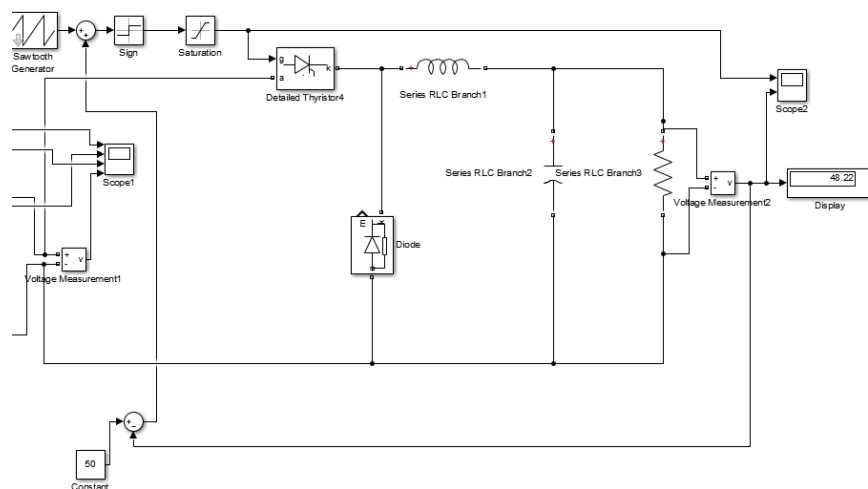 Sawtooth
Generator
Sign
Saturation
g
a
k
Detailed Thyristor4
Series RLC Branch1
Scope2
Scope1
Series RLC Branch2
Series RLC Branch3
+
-
v
Voltage Measurement2
48.22
Display
m
k
a
Diode
+
-
v
Voltage Measurement1
50
Constant